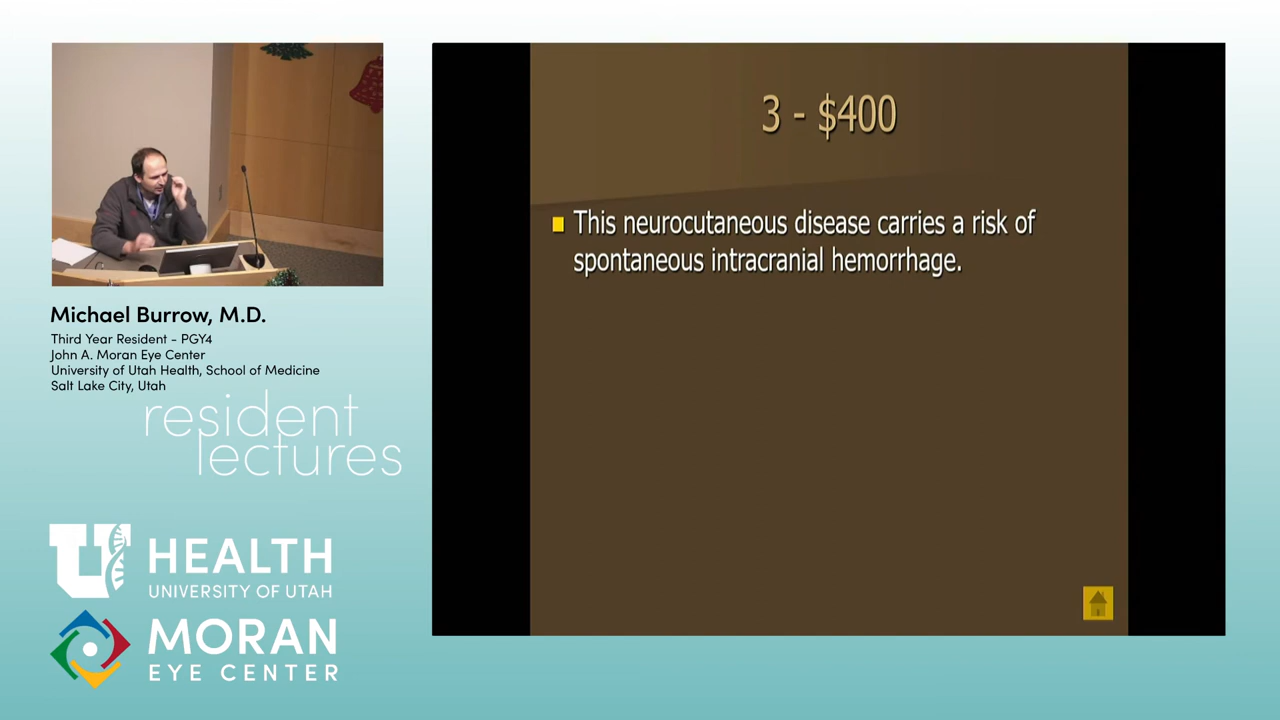 3 - $400
This neurocutaneous disease carries a risk of
spontaneous intracranial hemorrhage.
Michael Burrow, M.D.
Third Year Resident - PGY4
John A. Moran Eye Center
University of Utah Health, School of Medicine
Salt Lake City, Utah
resident
lectures
U HEALTH
UNIVERSITY OF UTAH
MORAN
EYE CENTER